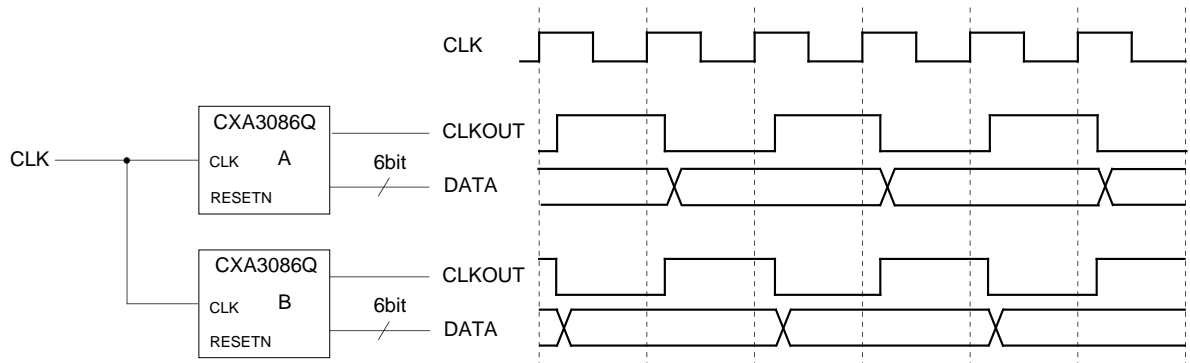 CLK
CXA3086Q
CLKOUT
CLK
CLK
A
6bit
DATA
RESETN
CXA3086Q
CLKOUT
CLK
B
6bit
DATA
RESETN